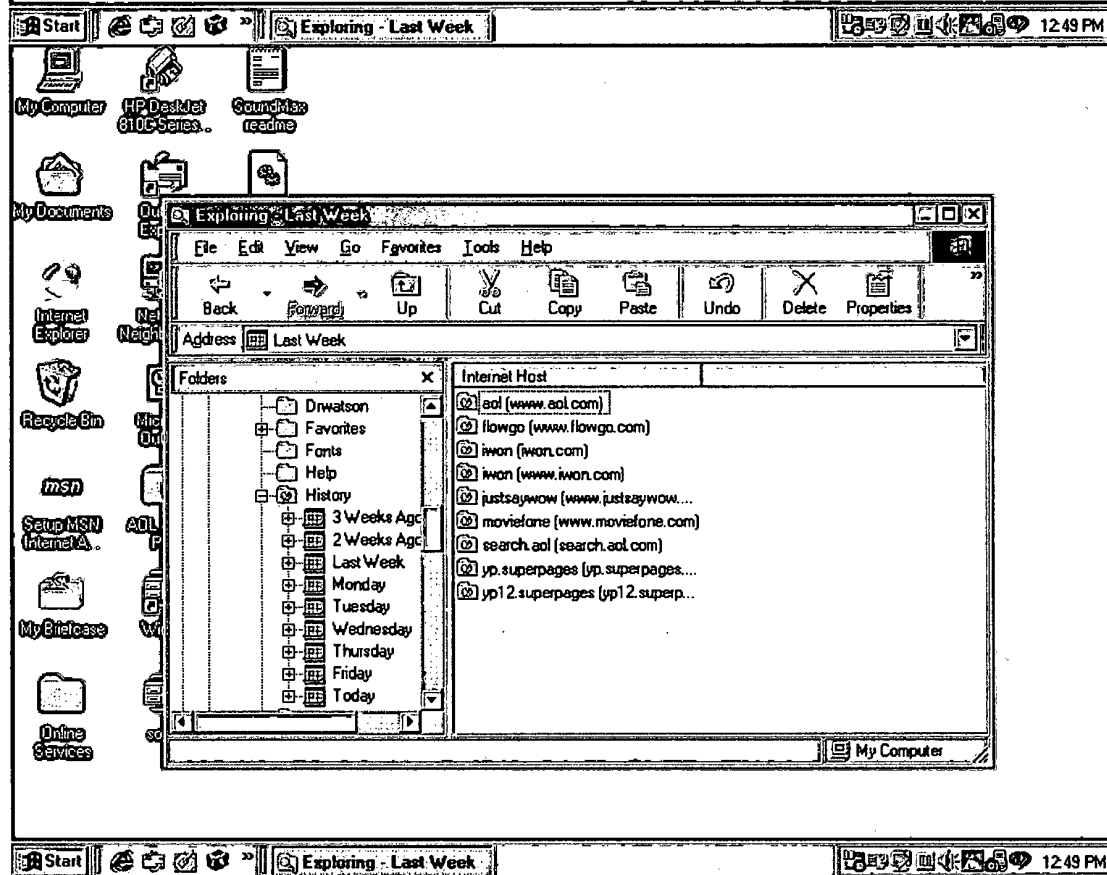 Start » Exploring - Last Week 12:49 PM
My Computer HP DeskJet 810C Series... SoundMax readme
My Documents
Exploring - Last Week
File Edit View Go Favorites Tools Help
Back Forward Up Cut Copy Paste Undo Delete Properties »
Internet Explorer
Address Last Week
Folders Internet Host
Recycle Bin
Drwatson aol (www.aol.com)
Favorites flowgo (www.flowgo.com)
Fonts iwon (iwon.com)
Help iwon (www.iwon.com)
History justsaywow (www.justsaywow....
3 Weeks Ago moviefone (www.moviefone.com)
2 Weeks Ago search.aol (search.aol.com)
Last Week yp.superpages (yp.superpages....
Monday yp12.superpages (yp12.superp...
Tuesday
Wednesday
Thursday
Friday
Today
msn
Setup MSN Internet A... AOL
My Briefcase
Online Services
My Computer
Start » Exploring - Last Week 12:49 PM